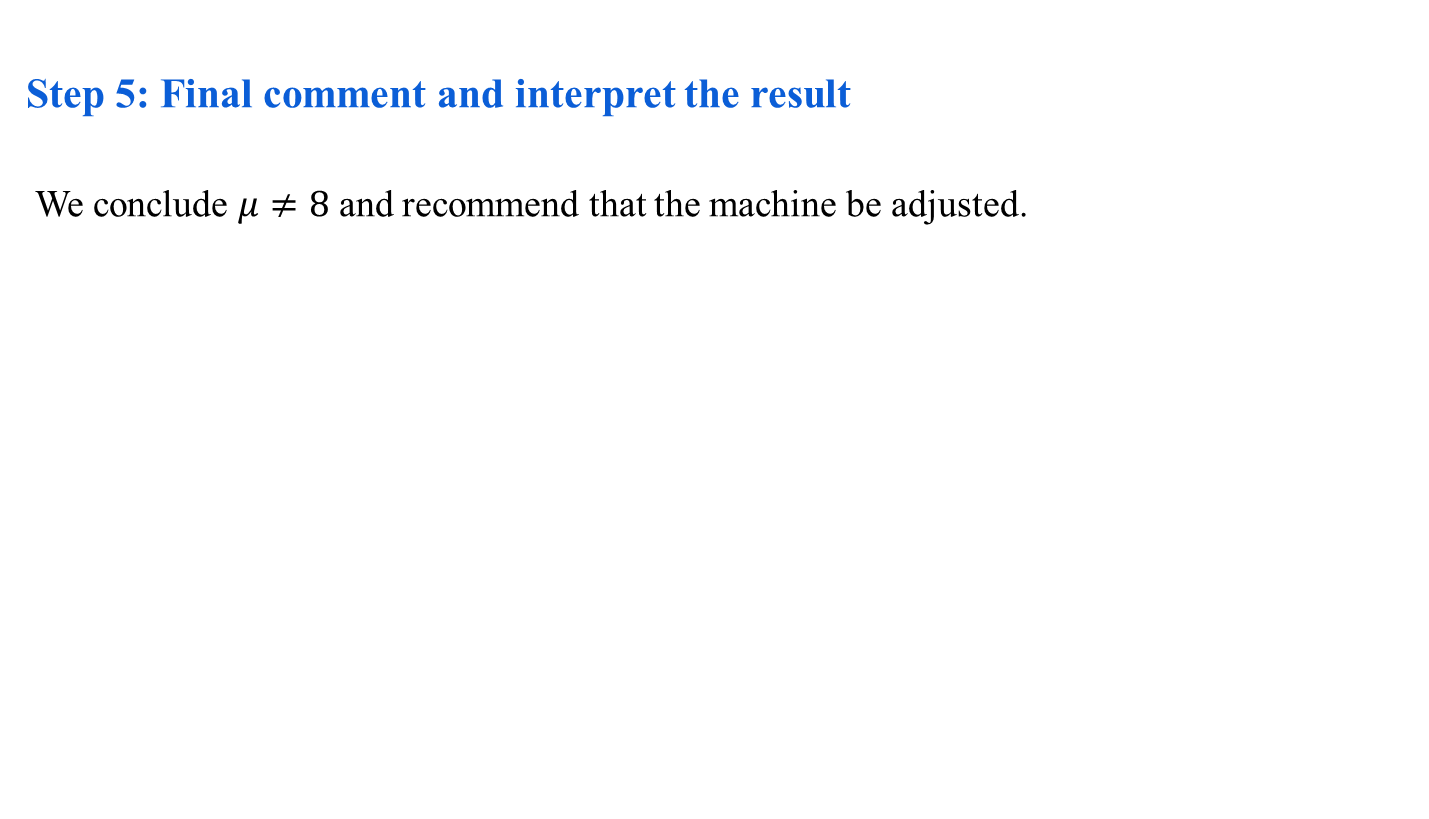 Step 5: Final comment and interpret the result
We conclude μ ≠ 8 and recommend that the machine be adjusted.